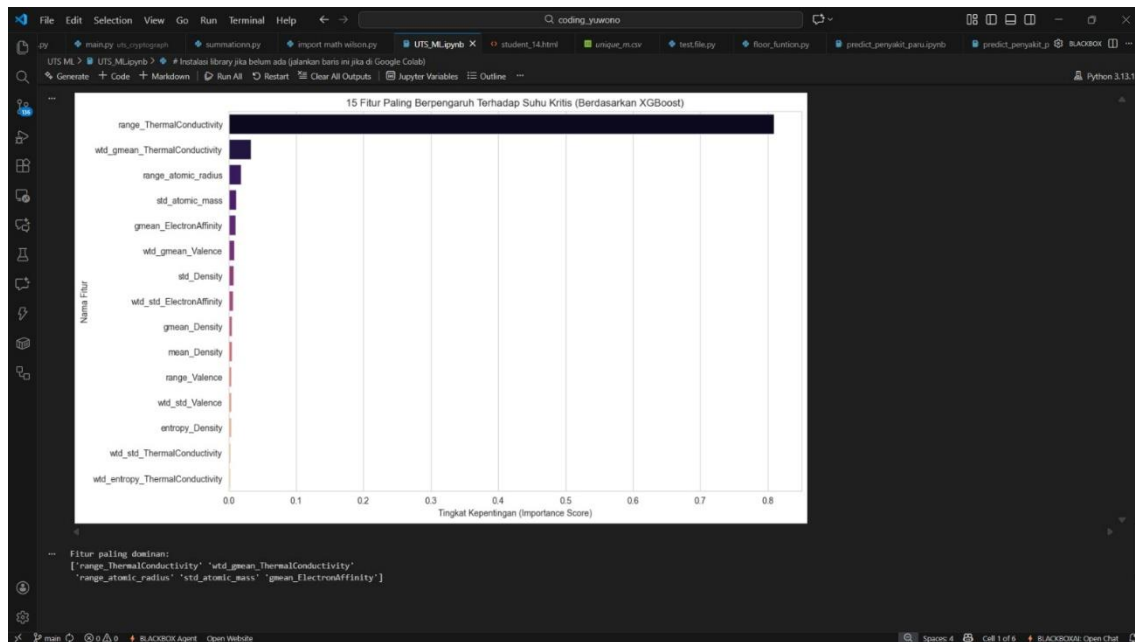 File Edit Selection View Go Run Terminal Help
coding_yuwono
.py main.py uts_cryptograph summationn.py import math wilson.py UTS_ML.ipynb student_14.html unique_m.csv test.file.py floor_funtion.py predict_penyakit_paru.ipynb predict_penyakit_p BLACKBOX
UTS ML > UTS_ML.ipynb > # Instalasi library jika belum ada (jalankan baris ini jika di Google Colab)
Generate + Code + Markdown Run All Restart Clear All Outputs Jupyter Variables Outline ... Python 3.13.1
15 Fitur Paling Berpengaruh Terhadap Suhu Kritis (Berdasarkan XGBoost)
Nama Fitur
range_ThermalConductivity
wtd_gmean_ThermalConductivity
range_atomic_radius
std_atomic_mass
gmean_ElectronAffinity
wtd_gmean_Valence
std_Density
wtd_std_ElectronAffinity
gmean_Density
mean_Density
range_Valence
wtd_std_Valence
entropy_Density
wtd_std_ThermalConductivity
wtd_entropy_ThermalConductivity
0.0 0.1 0.2 0.3 0.4 0.5 0.6 0.7 0.8
Tingkat Kepentingan (Importance Score)
... Fitur paling dominan:
['range_ThermalConductivity' 'wtd_gmean_ThermalConductivity'
'range_atomic_radius' 'std_atomic_mass' 'gmean_ElectronAffinity']
main 0 0 BLACKBOX Agent Open Website Spaces: 4 Cell 1 of 6 BLACKBOXAI: Open Chat